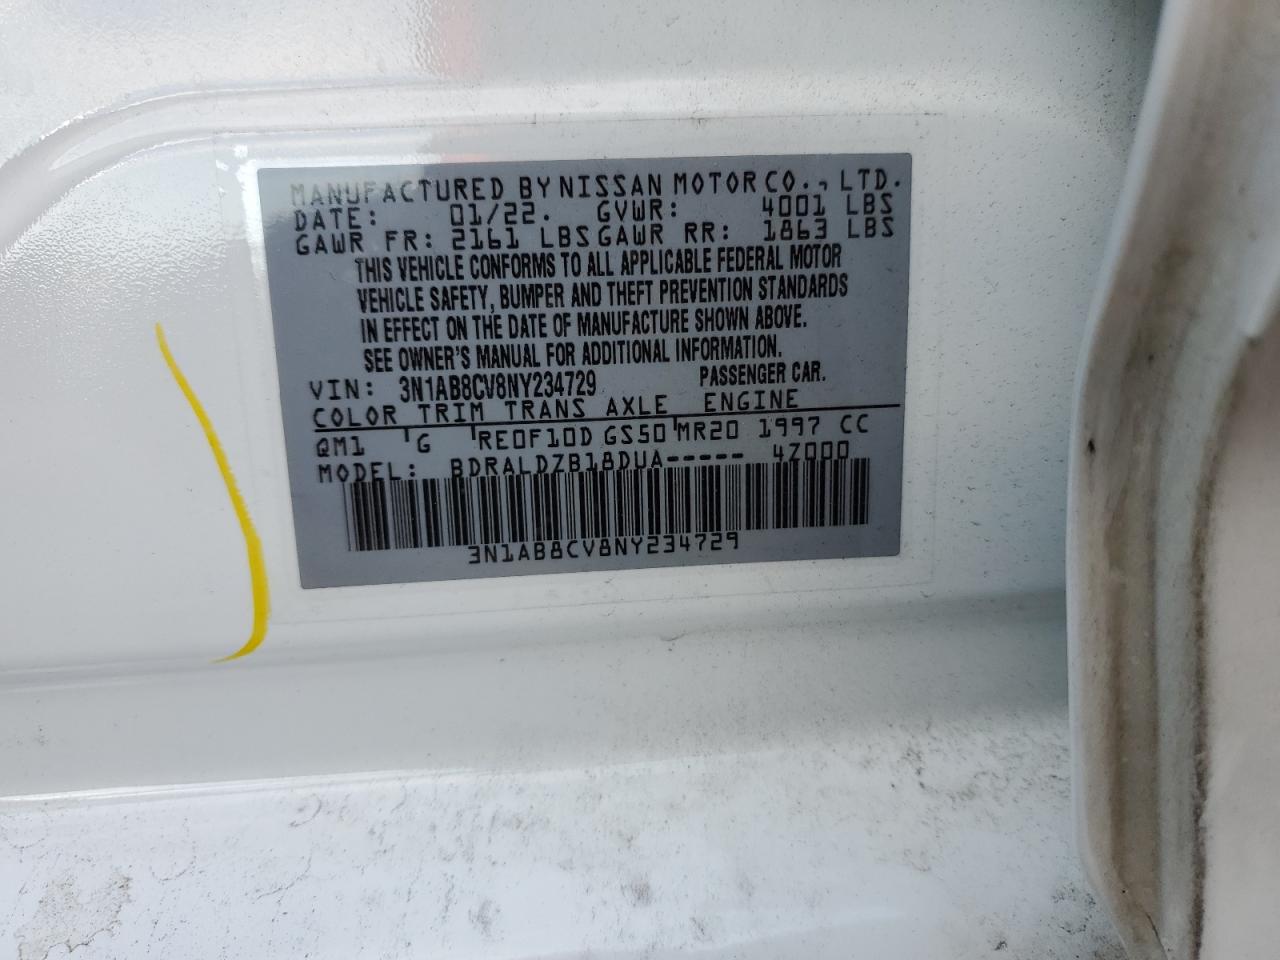 MANUFACTURED BY NISSAN MOTOR CO., LTD.
DATE: 01/22. GVWR: 4001 LBS
GAWR FR: 2161 LBS GAWR RR: 1863 LBS
THIS VEHICLE CONFORMS TO ALL APPLICABLE FEDERAL MOTOR
VEHICLE SAFETY, BUMPER AND THEFT PREVENTION STANDARDS
IN EFFECT ON THE DATE OF MANUFACTURE SHOWN ABOVE.
SEE OWNER'S MANUAL FOR ADDITIONAL INFORMATION.
VIN: 3N1AB8CV8NY234729 PASSENGER CAR.
COLOR TRIM TRANS AXLE ENGINE
QM1 'G 'RE0F10D GS50'MR20 1997 CC
MODEL: BDRALDZB18DUA----- 4Z000
3N1AB8CV8NY234729